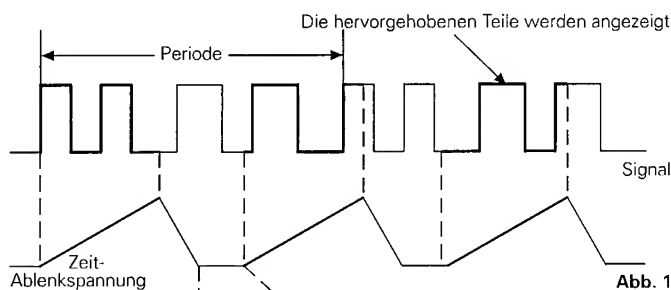 Die hervorgehobenen Teile werden angezeigt
Periode
Signal
Zeit-
Ablenkspannung
Abb. 1